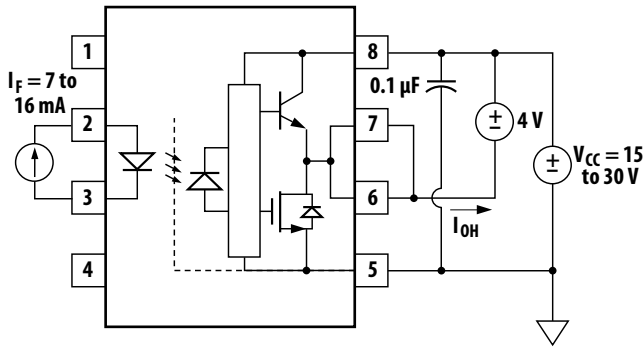 1
I_F = 7 to
16 mA
2
3
4
8
0.1 µF
7
4 V
V_CC = 15
to 30 V
6
I_OH
5